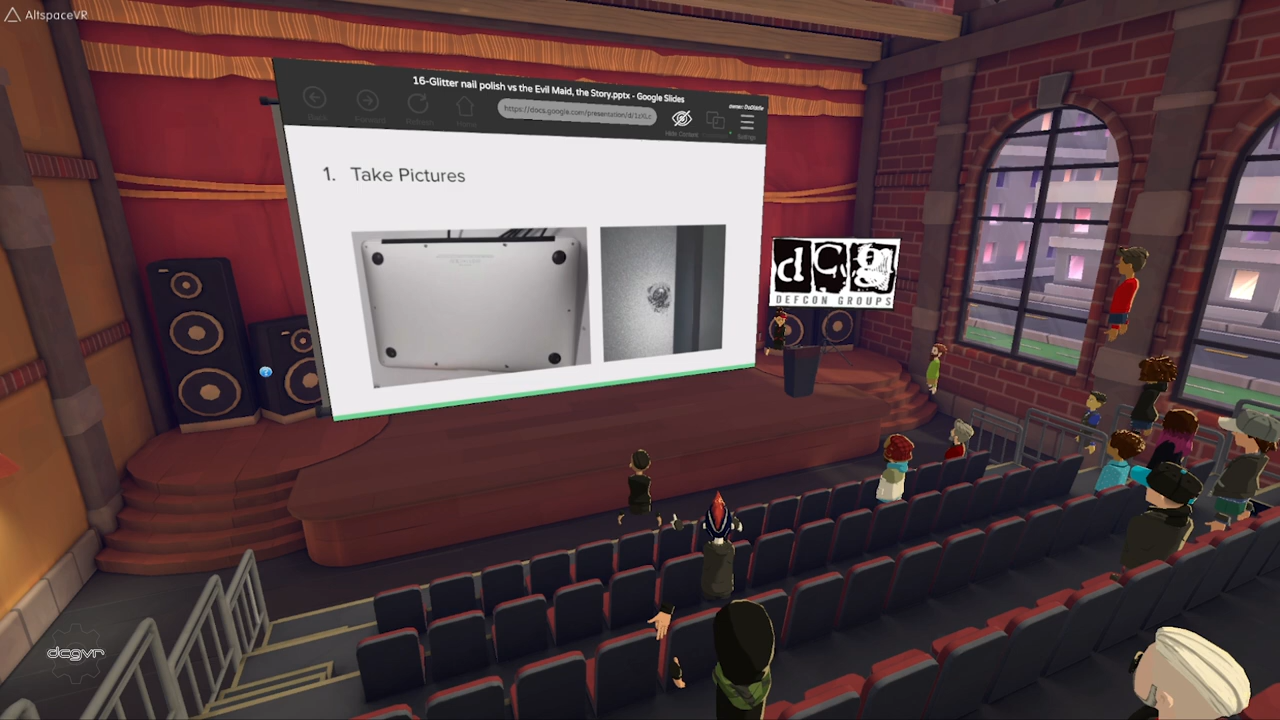 AltspaceVR
16-Glitter nail polish vs the Evil Maid, the Story.pptx - Google Slides
Back
Forward
Refresh
Home
https://docs.google.com/presentation/d/1cXLc
Hide Content
Settings
1. Take Pictures
dcg
DEFCON GROUPS
dcgvr